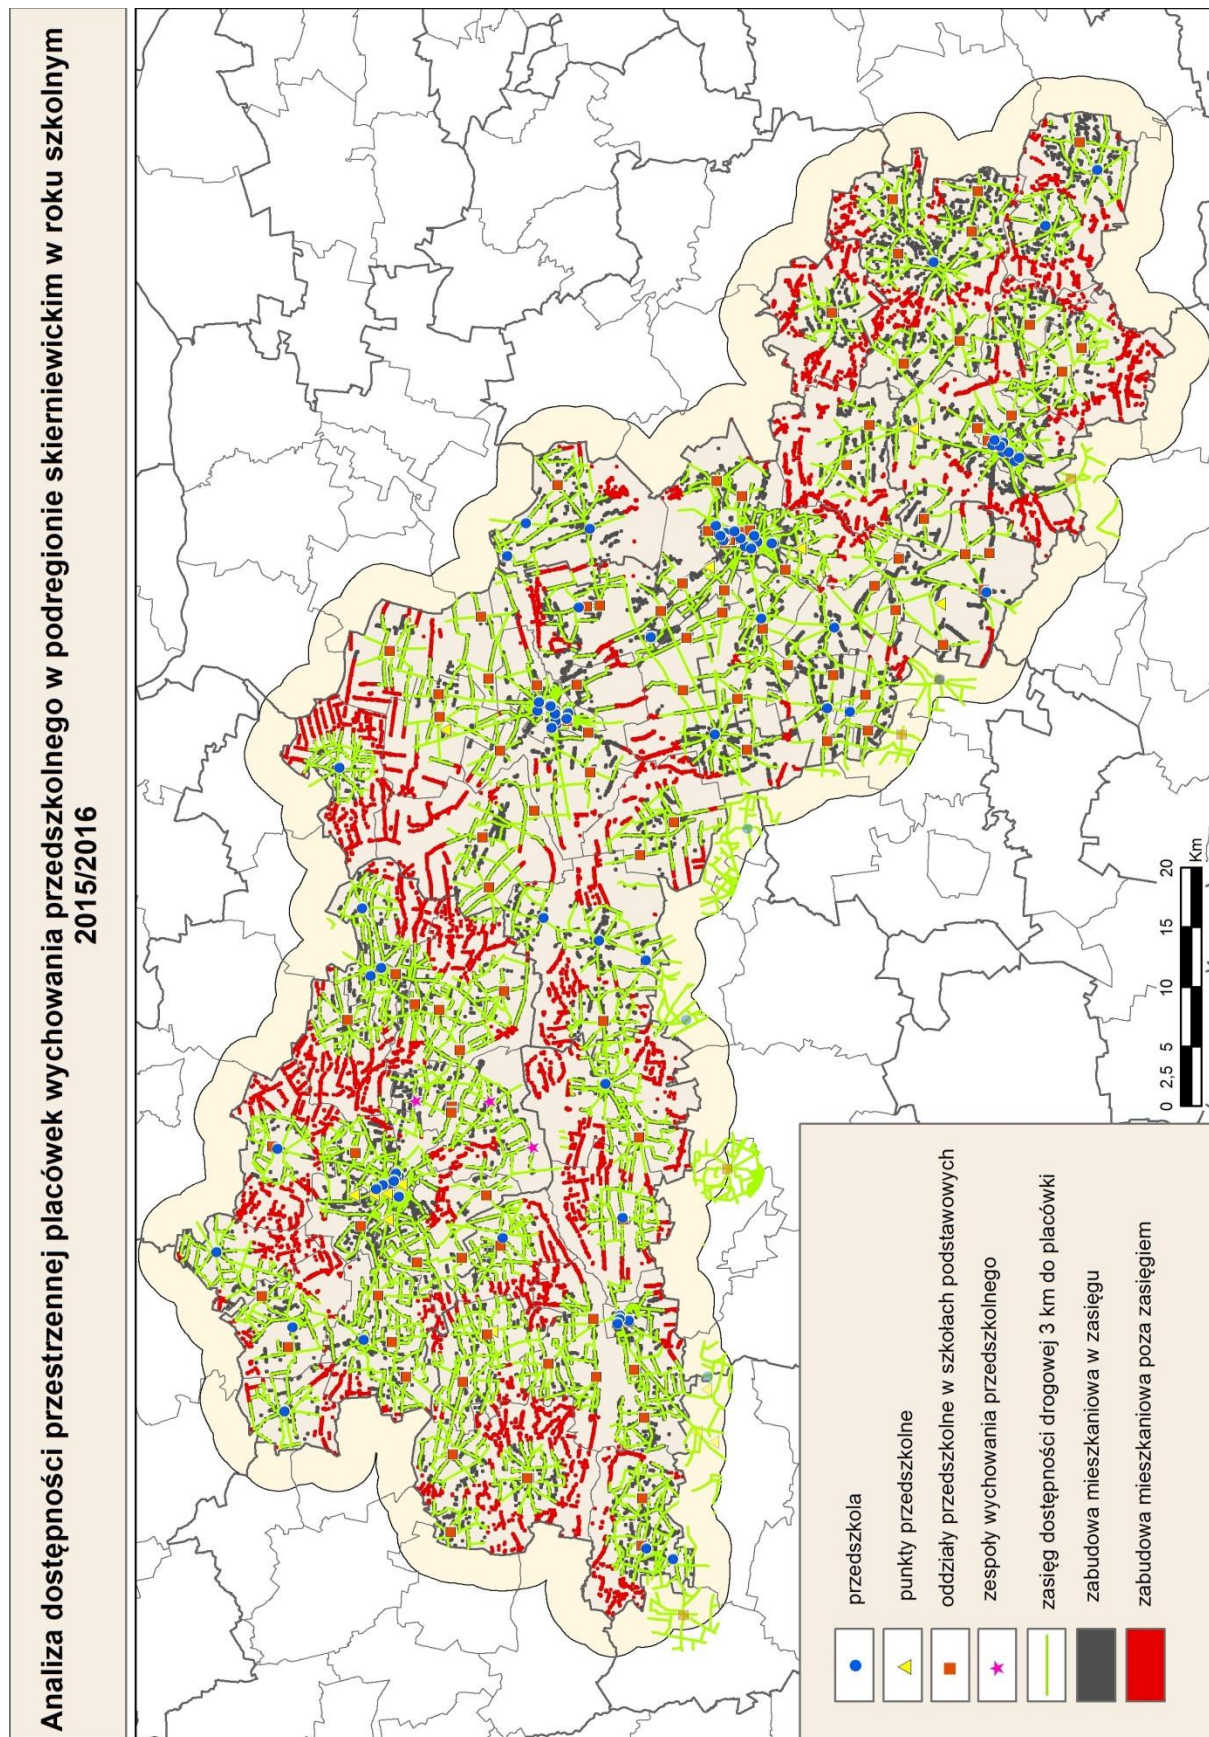 Analiza dostępności przestrzennej placówek wychowania przedszkolnego w podregionie skierniewickim w roku szkolnym
2015/2016
przedszkola
punkty przedszkolne
oddziały przedszkolne w szkołach podstawowych
zespoły wychowania przedszkolnego
zasięg dostępności drogowej 3 km do placówki
zabudowa mieszkaniowa w zasięgu
zabudowa mieszkaniowa poza zasięgiem
0 2,5 5 10 15 20
Km